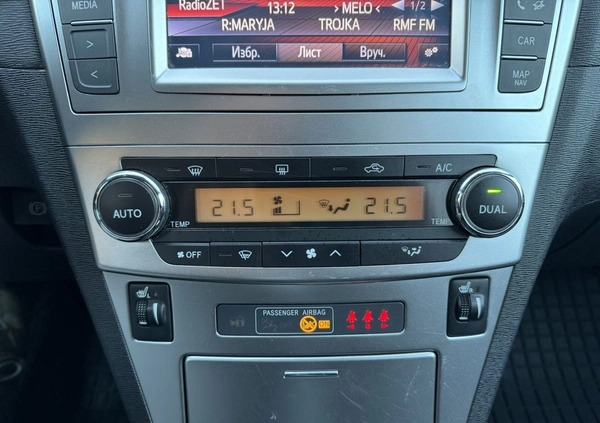 MEDIA
RadioZET 13:12 › MELO › 1/2
R:MARYJA TROJKA RMF FM
Избр. Лист Вруч.
CAR
MAP
NAV
A/C
AUTO
TEMP
21.5
21.5
TEMP
DUAL
OFF
L
PASSENGER AIRBAG
R